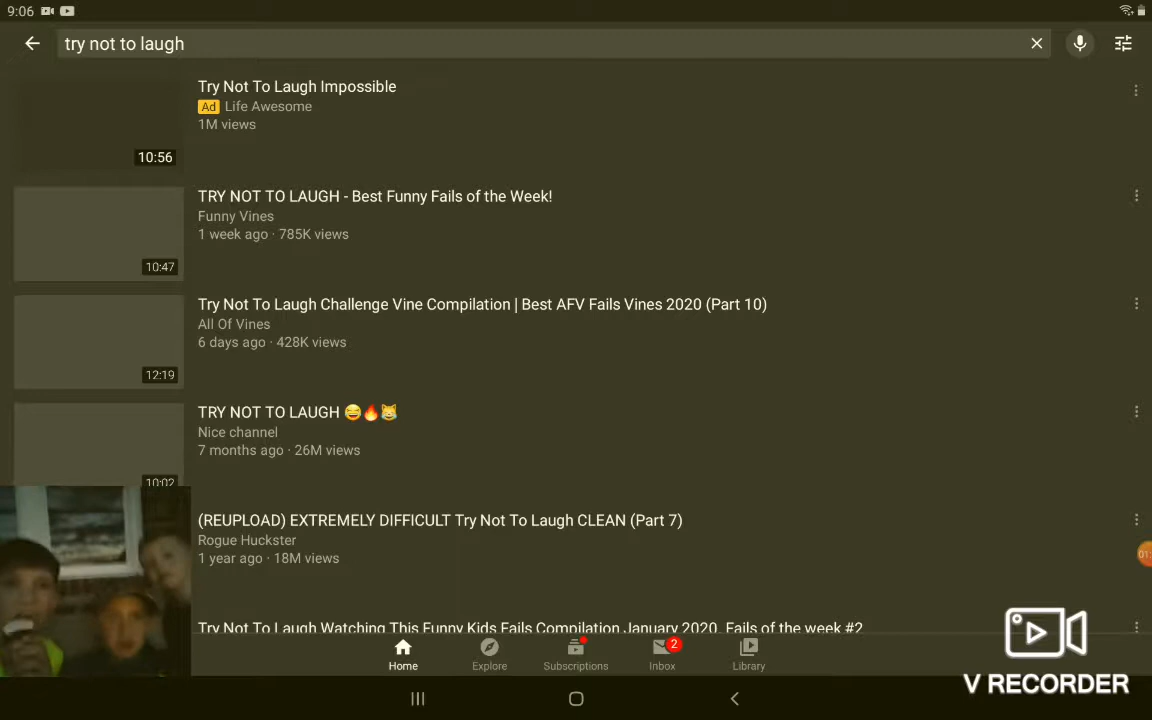 9:06
try not to laugh
Try Not To Laugh Impossible
Ad Life Awesome
1M views
10:56
TRY NOT TO LAUGH - Best Funny Fails of the Week!
Funny Vines
1 week ago · 785K views
10:47
Try Not To Laugh Challenge Vine Compilation | Best AFV Fails Vines 2020 (Part 10)
All Of Vines
6 days ago · 428K views
12:19
TRY NOT TO LAUGH 😂🔥😹
Nice channel
7 months ago · 26M views
10:02
(REUPLOAD) EXTREMELY DIFFICULT Try Not To Laugh CLEAN (Part 7)
Rogue Huckster
1 year ago · 18M views
01:
Try Not To Laugh Watching This Funny Kids Fails Compilation January 2020, Fails of the week #2
2
Home Explore Subscriptions Inbox Library
V RECORDER